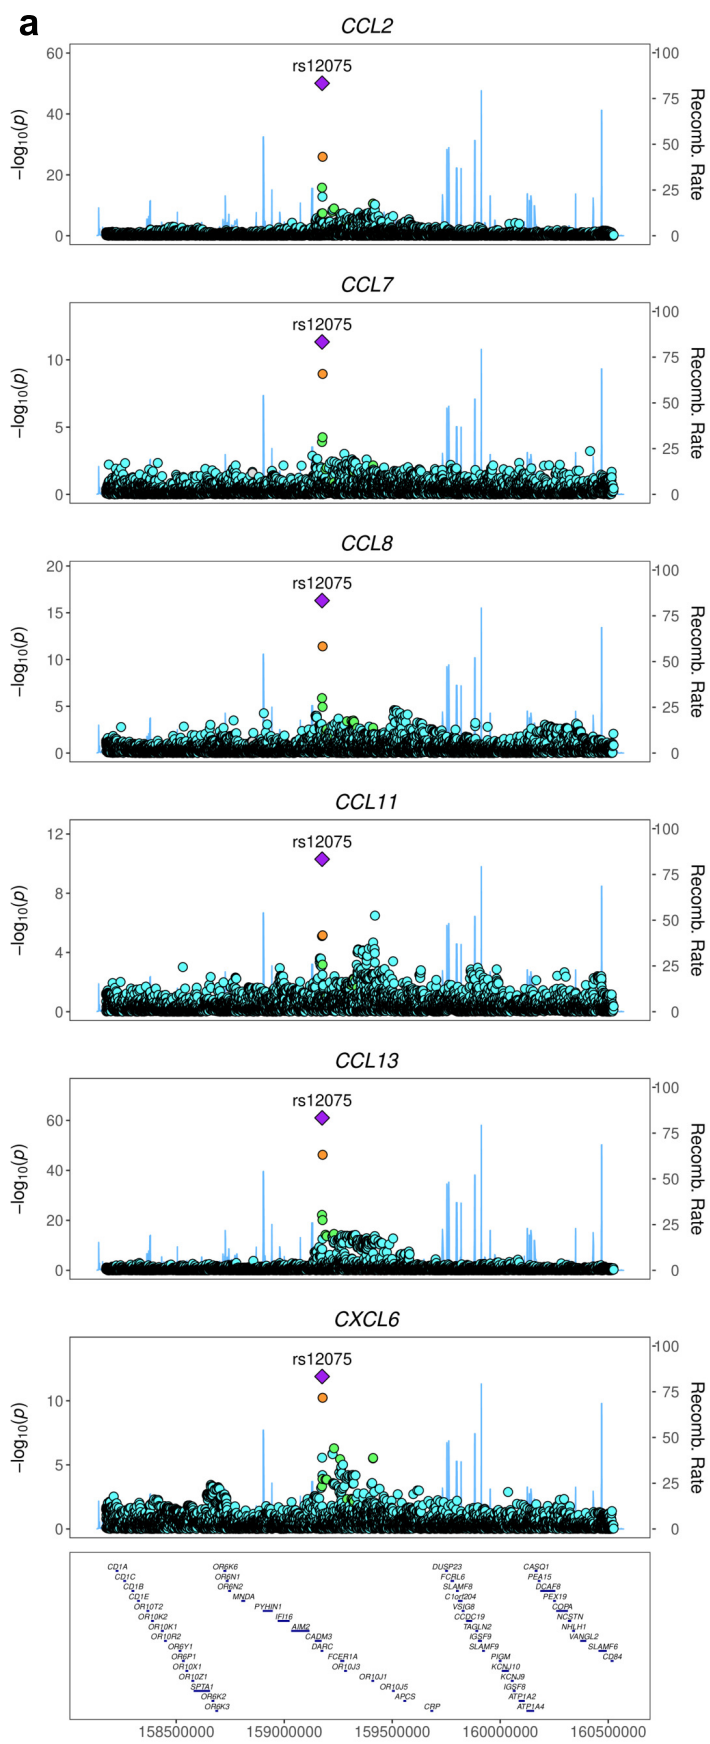 a
CCL2
rs12075
60
40
20
0
100
75
50
25
0
−log10(p)
Recomb. Rate
CCL7
rs12075
10
5
0
100
75
50
25
0
−log10(p)
Recomb. Rate
CCL8
rs12075
20
15
10
5
0
100
75
50
25
0
−log10(p)
Recomb. Rate
CCL11
rs12075
12
8
4
0
100
75
50
25
0
−log10(p)
Recomb. Rate
CCL13
rs12075
60
40
20
0
100
75
50
25
0
−log10(p)
Recomb. Rate
CXCL6
rs12075
10
5
0
100
75
50
25
0
−log10(p)
Recomb. Rate
CD1A OR6K6 DUSP23 CASQ1
CD1C OR6N1 FCRL6 PEA15
CD1B OR6N2 SLAMF8 DCAF8
CD1E MNDA C1orf204 PEX19
OR10T2 PYHIN1 VSIG8 COPA
OR10K2 IFI16 CCDC19 NCSTN
OR10K1 AIM2 TAGLN2 NHLH1
OR10R2 CADM3 IGSF9 VANGL2
OR6Y1 DARC SLAMF9 SLAMF6
OR6P1 FCER1A PIGM CD84
OR10X1 OR10J3 KCNJ10
OR10Z1 OR10J1 KCNJ9
SPTA1 OR10J5 IGSF8
OR6K2 APCS ATP1A2
OR6K3 CRP ATP1A4
158500000 159000000 159500000 160000000 160500000